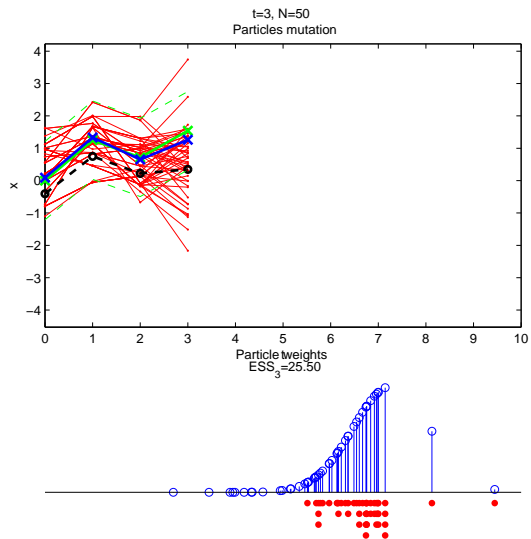 t=3, N=50
Particles mutation
4
3
2
1
0
−1
−2
−3
−4
x
0 1 2 3 4 5 6 7 8 9 10
t
Particle weights
ESS3=25.50